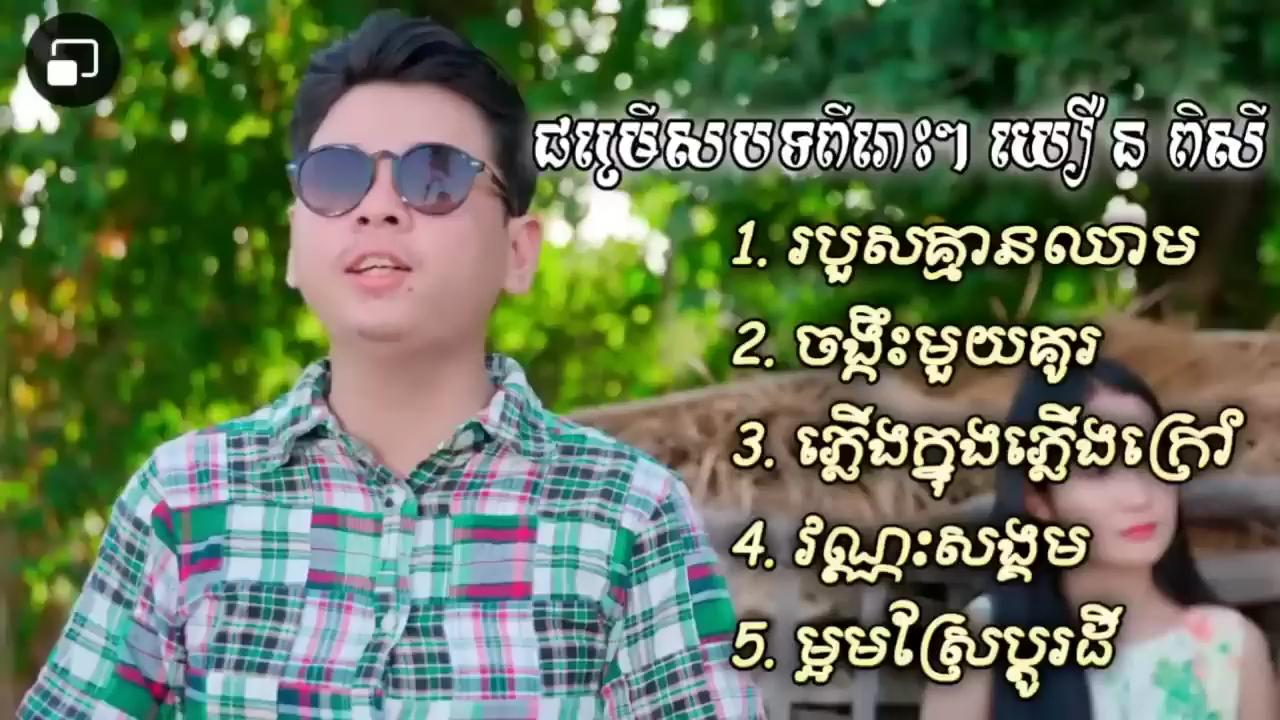 ជម្រើសបទពីរោះៗ យឿន ពិសី
1. របួសគ្មានឈាម
2. ចង្កឹះមួយគូរ
3. ភ្លើងក្នុងភ្លើងក្រៅ
4. វណ្ណះសង្គម
5. ម្អមស្រែប្តូរដី